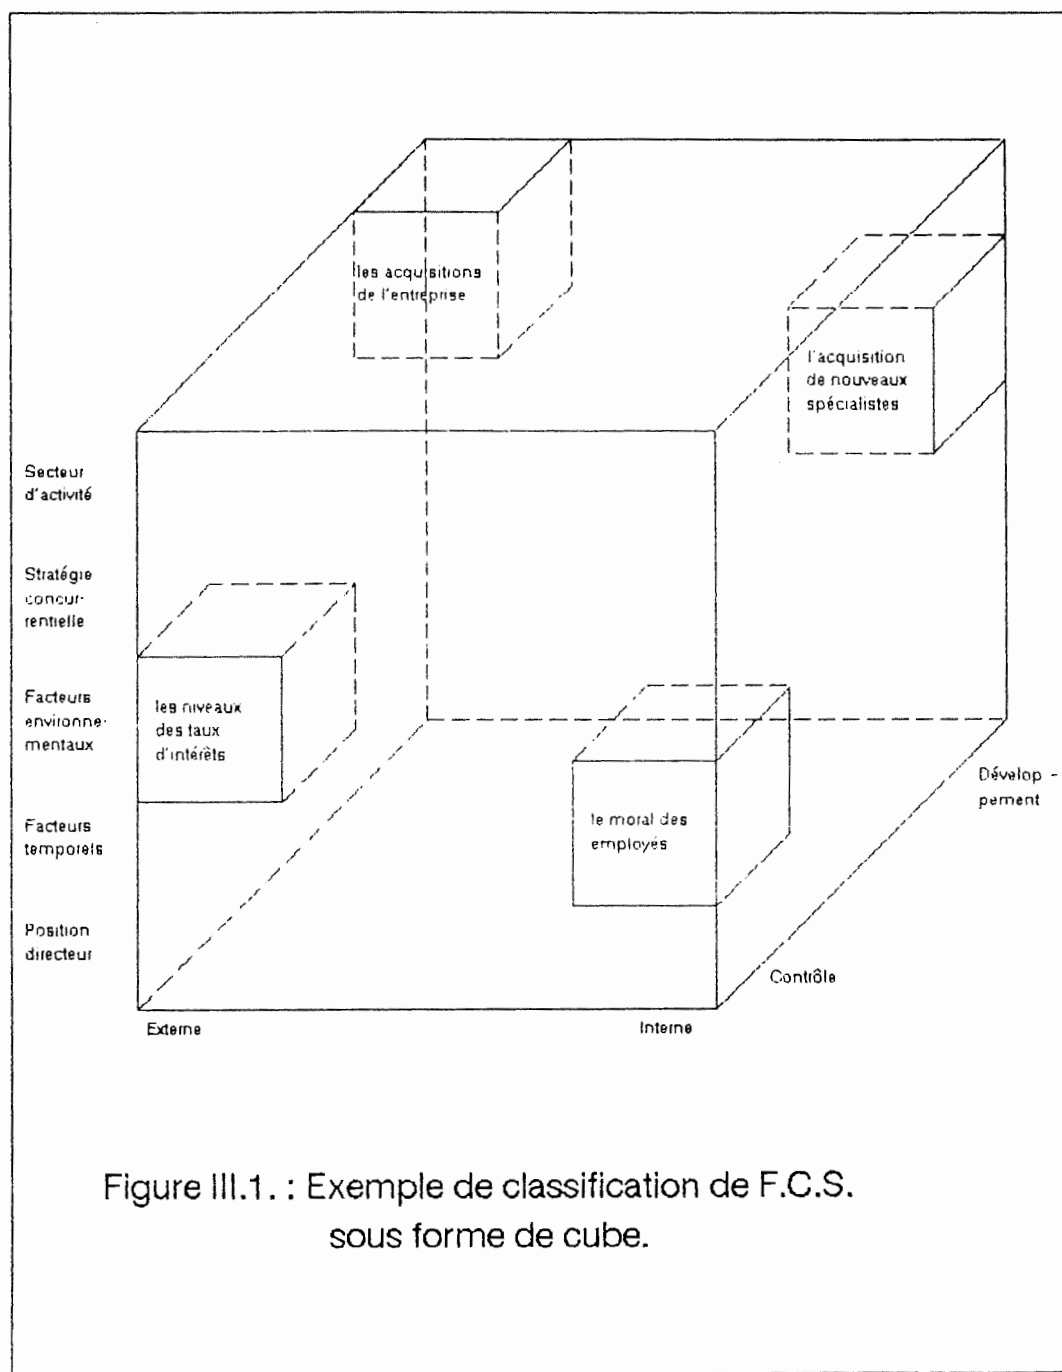 les acquisitions
de l'entreprise
l'acquisition
de nouveaux
spécialistes
Secteur
d'activité
Stratégie
concur-
rentielle
Facteurs
environne-
mentaux
les niveaux
des taux
d'intérêts
Dévelop -
pement
Facteurs
temporels
le moral des
employés
Position
directeur
Contrôle
Externe
Interne
Figure III.1. : Exemple de classification de F.C.S.
sous forme de cube.